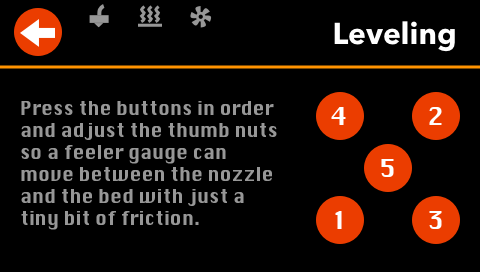 Leveling
Press the buttons in order
and adjust the thumb nuts
so a feeler gauge can
move between the nozzle
and the bed with just a
tiny bit of friction.
4 2
5
1 3